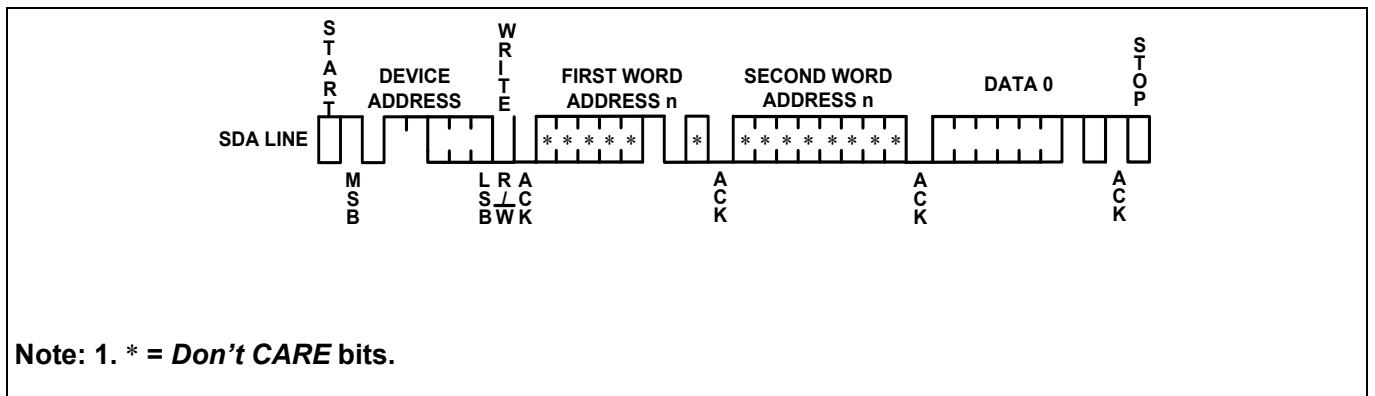 START
WRITE
STOP
DEVICE
ADDRESS
FIRST WORD
ADDRESS n
SECOND WORD
ADDRESS n
DATA 0
SDA LINE
* * * * *
*
* * * * * * * *
MSB
LSB
R/W
ACK
ACK
ACK
ACK
Note: 1. * = Don't CARE bits.